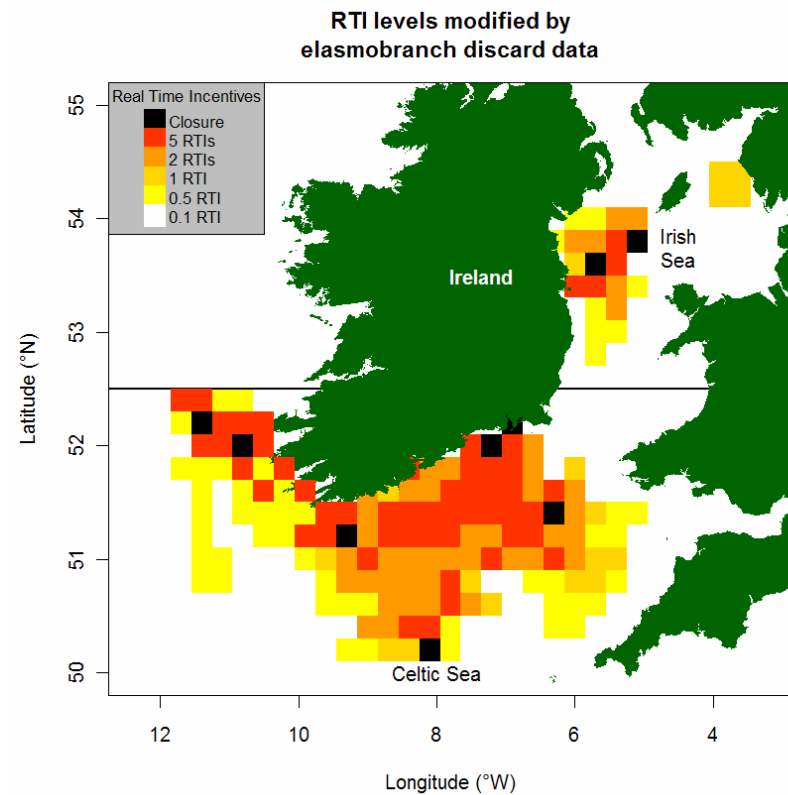 RTI levels modified by
elasmobranch discard data
Real Time Incentives
Closure
5 RTIs
2 RTIs
1 RTI
0.5 RTI
0.1 RTI
55
54
53
52
51
50
Latitude (°N)
Ireland
Irish
Sea
Celtic Sea
12
10
8
6
4
Longitude (°W)